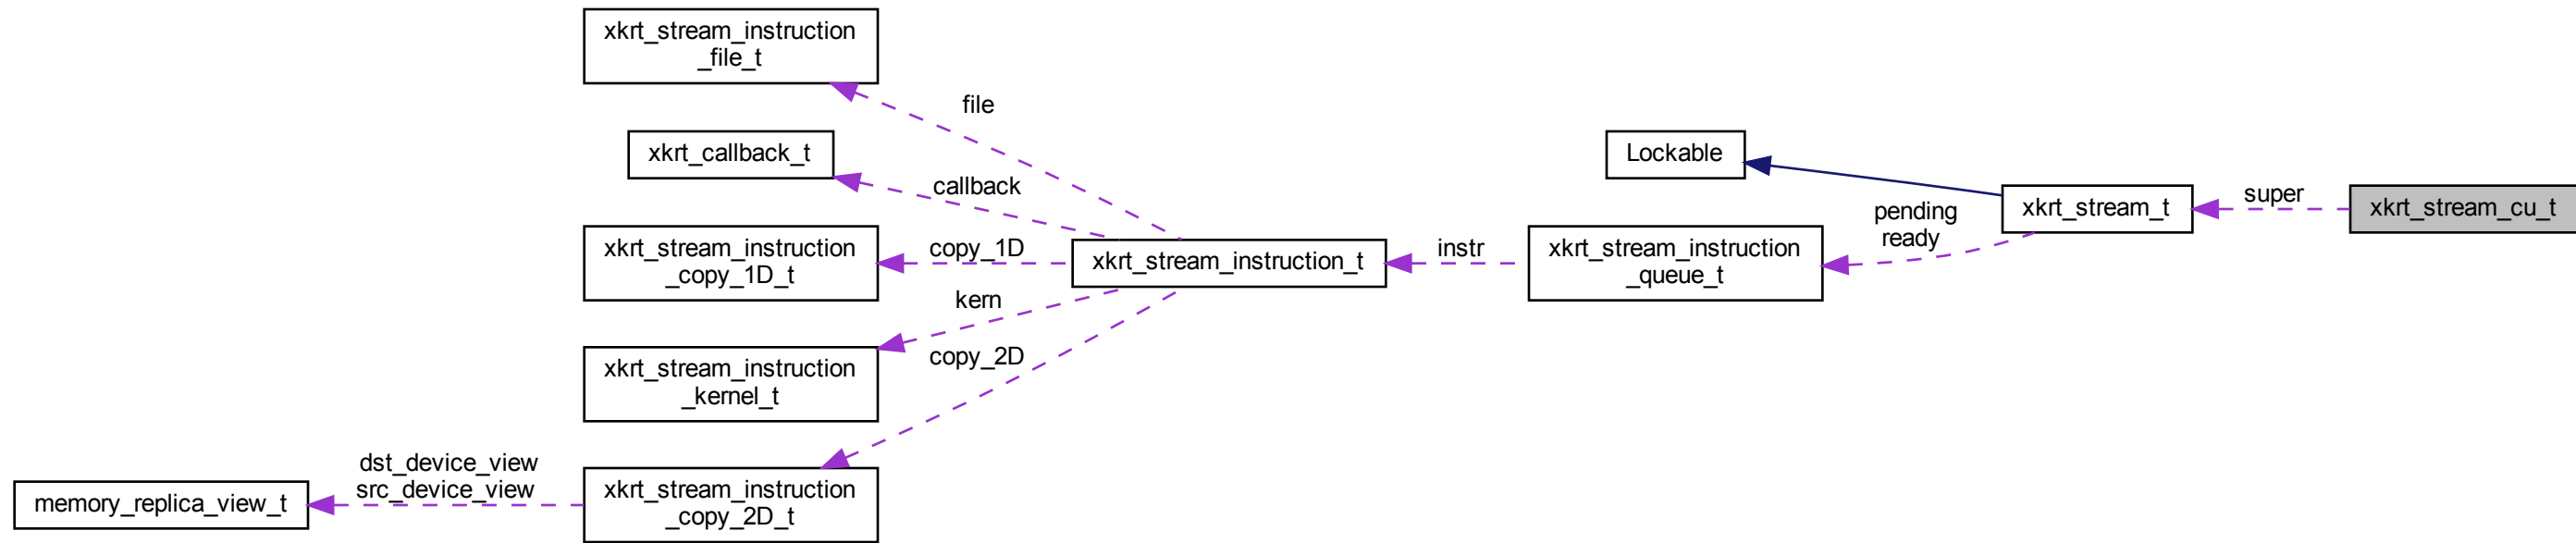 xkrt_stream_instruction
_file_t
file
xkrt_callback_t
callback
xkrt_stream_instruction
_copy_1D_t
copy_1D
xkrt_stream_instruction_t
kern
xkrt_stream_instruction
_kernel_t
copy_2D
xkrt_stream_instruction
_copy_2D_t
dst_device_view
src_device_view
memory_replica_view_t
instr
xkrt_stream_instruction
_queue_t
pending
ready
Lockable
xkrt_stream_t
super
xkrt_stream_cu_t